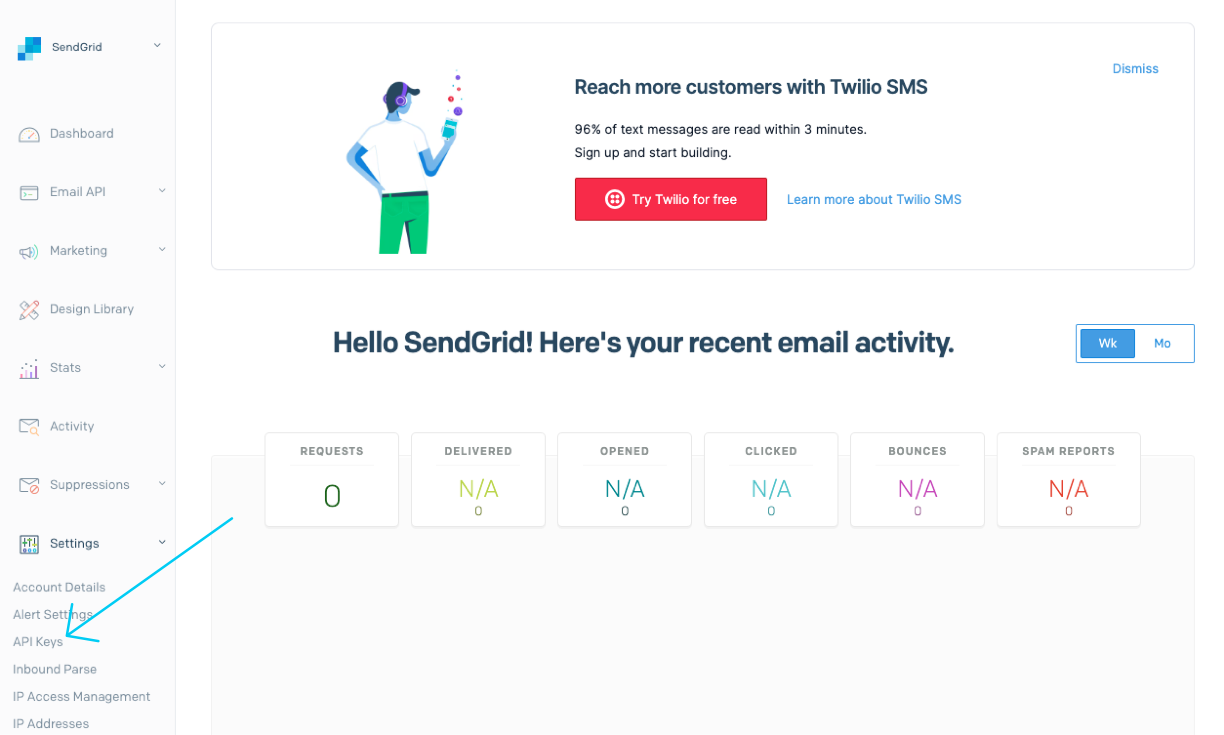 SendGrid
Dashboard
Email API
Marketing
Design Library
Stats
Activity
Suppressions
Settings
Account Details
Alert Settings
API Keys
Inbound Parse
IP Access Management
IP Addresses
Dismiss
Reach more customers with Twilio SMS
96% of text messages are read within 3 minutes.
Sign up and start building.
Try Twilio for free
Learn more about Twilio SMS
Hello SendGrid! Here's your recent email activity.
Wk
Mo
REQUESTS
0
DELIVERED
N/A
0
OPENED
N/A
0
CLICKED
N/A
0
BOUNCES
N/A
0
SPAM REPORTS
N/A
0